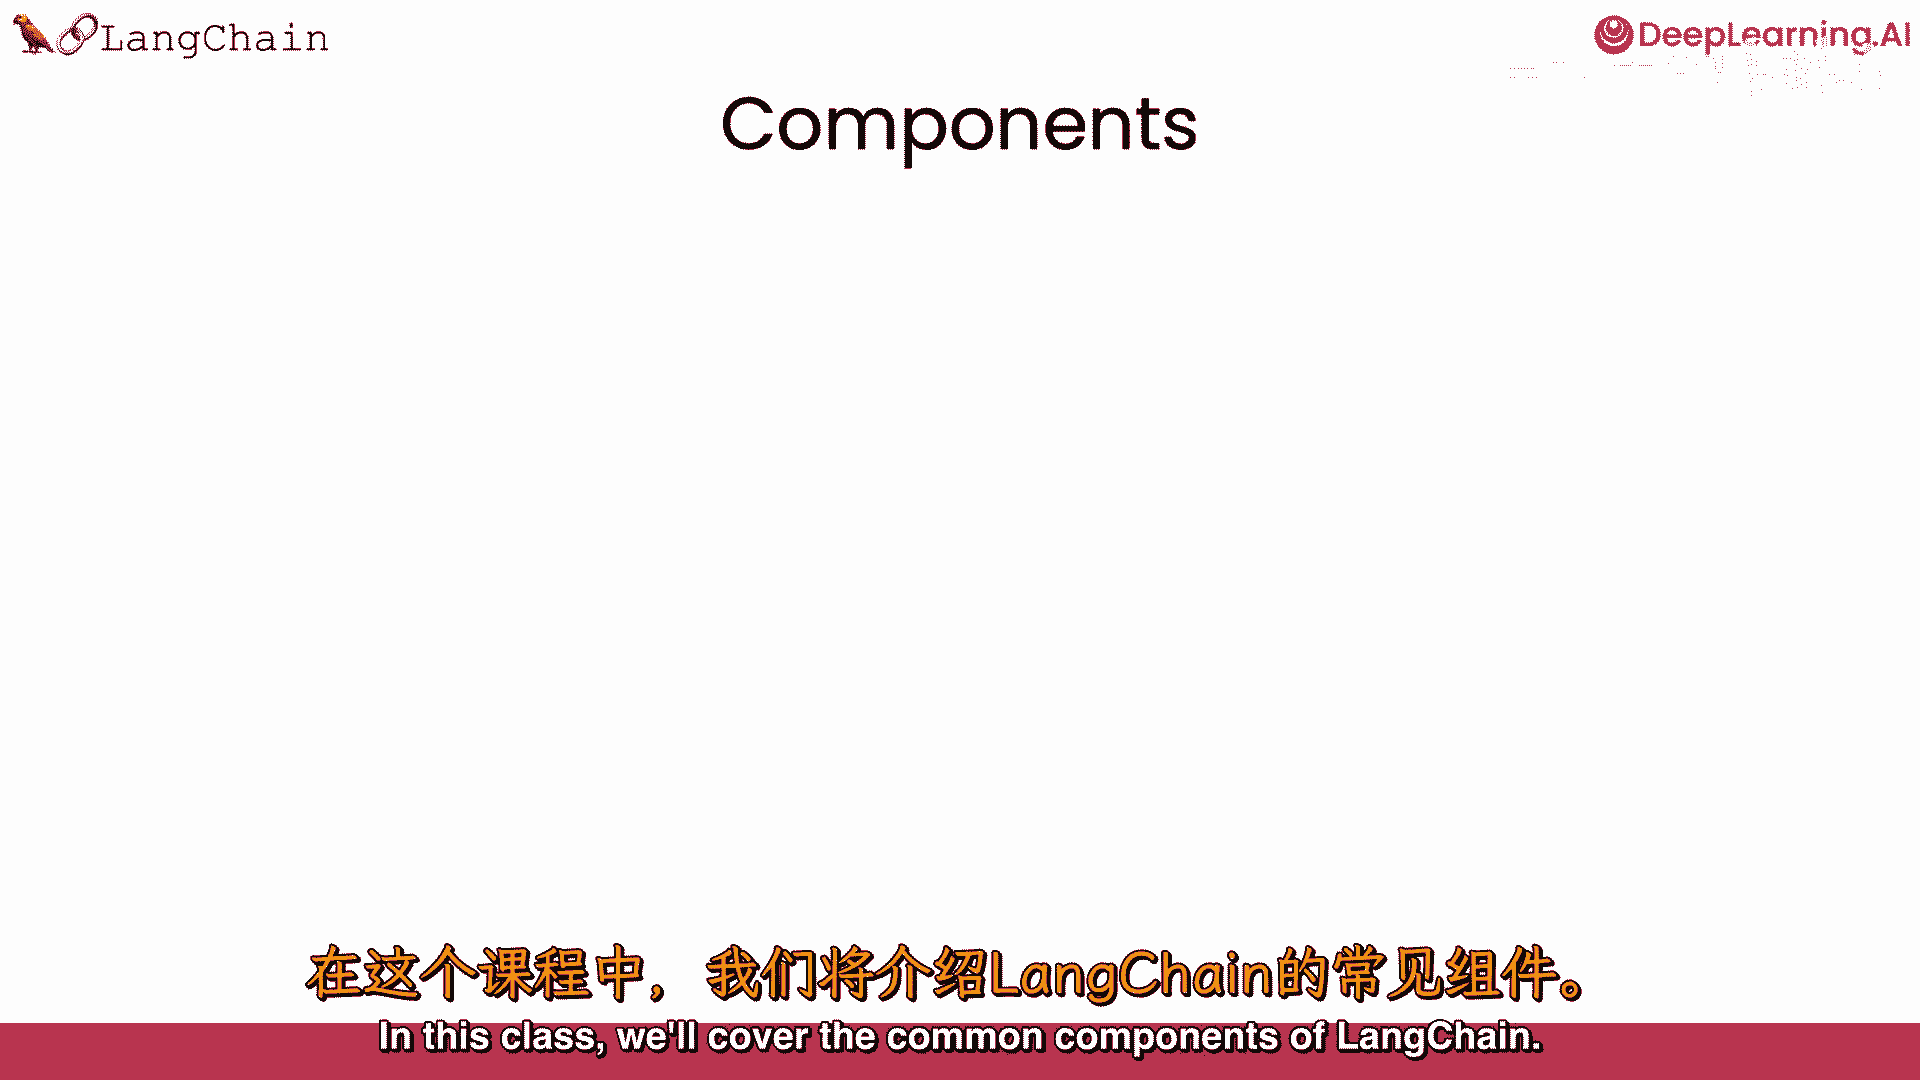 LangChain
DeepLearning.AI
Components
在这个课程中，我们将介绍LangChain的常见组件。
In this class, we'll cover the common components of LangChain.